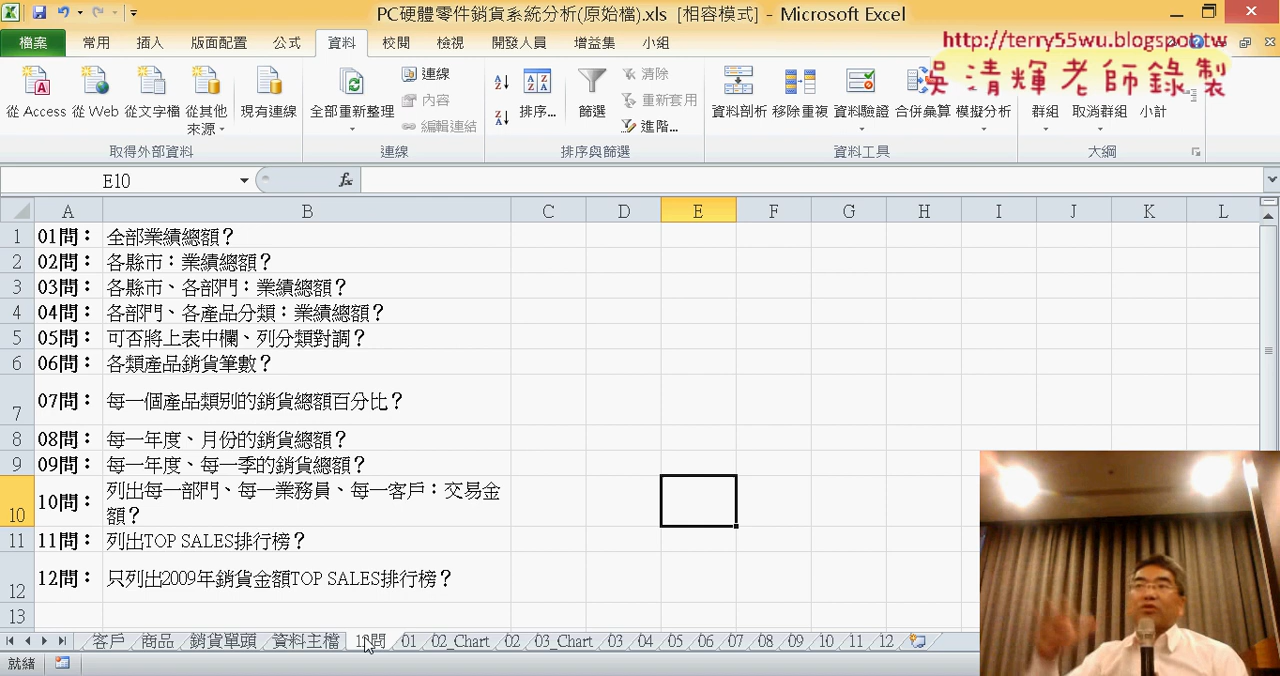 PC硬體零件銷貨系統分析(原始檔).xls [相容模式] - Microsoft Excel
檔案 常用 插入 版面配置 公式 資料 校閱 檢視 開發人員 增益集 小組
http://terry55wu.blogspot.tw
吳清輝老師錄製
從 Access 從 Web 從文字檔 從其他來源 現有連線
取得外部資料
全部重新整理 連線 內容 編輯連結
連線
排序... 篩選 清除 重新套用 進階...
排序與篩選
資料剖析 移除重複 資料驗證 合併彙算 模擬分析
資料工具
群組 取消群組 小計
大綱
E10 fx
A B C D E F G H I J K L
1 01問： 全部業績總額?
2 02問： 各縣市：業績總額?
3 03問： 各縣市、各部門：業績總額?
4 04問： 各部門、各產品分類：業績總額?
5 05問： 可否將上表中欄、列分類對調?
6 06問： 各類產品銷貨筆數?
7 07問： 每一個產品類別的銷貨總額百分比?
8 08問： 每一年度、月份的銷貨總額?
9 09問： 每一年度、每一季的銷貨總額?
10 10問： 列出每一部門、每一業務員、每一客戶：交易金
額?
11 11問： 列出TOP SALES排行榜?
12 12問： 只列出2009年銷貨金額TOP SALES排行榜?
13
客戶 商品 銷貨單頭 資料主檔 12問 01 02_Chart 02 03_Chart 03 04 05 06 07 08 09 10 11 12
就緒